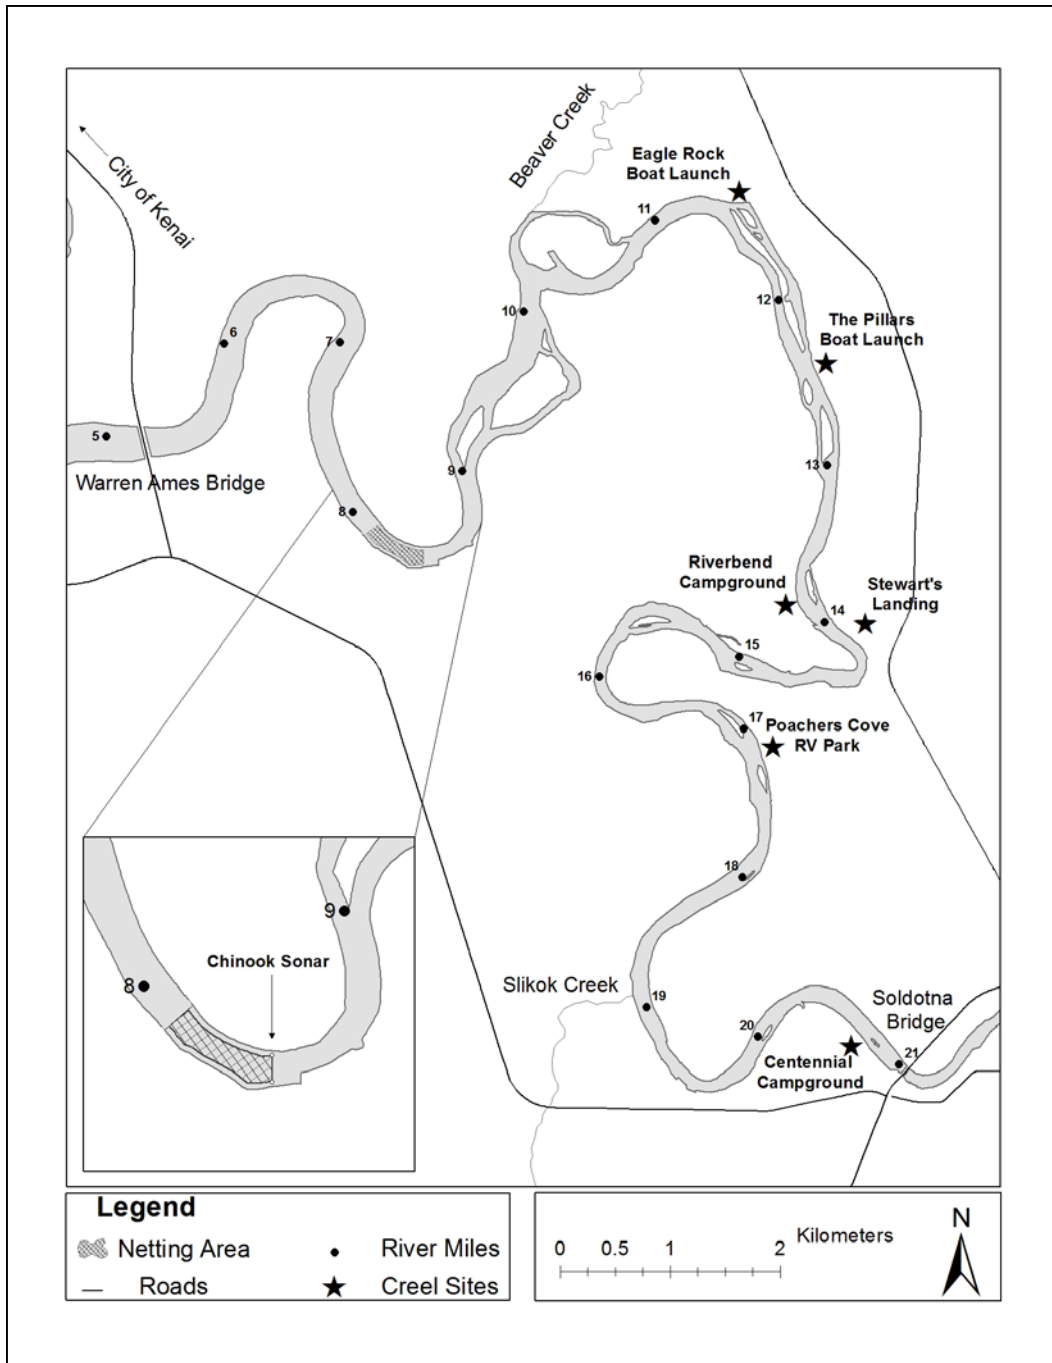 Beaver Creek
City of Kenai
Eagle Rock
Boat Launch
11
12
The Pillars
Boat Launch
10
6
7
5
Warren Ames Bridge
9
8
13
Riverbend
Campground
Stewart's
Landing
14
15
16
17
Poachers Cove
RV Park
18
9
Chinook Sonar
8
Slikok Creek
19
20
Soldotna
Bridge
21
Centennial
Campground
Legend
Netting Area
River Miles
Roads
Creel Sites
0 0.5 1 2
Kilometers
N